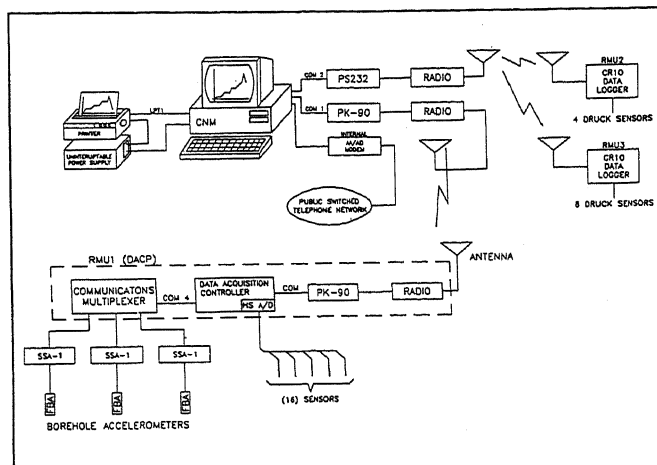 COM 2
PS232
RADIO
RMU2
CR10
DATA
LOGGER
4 DRUCK SENSORS
LPT1
CNM
COM 1
PK-90
RADIO
PRINTER
UNINTERUPTABLE
POWER SUPPLY
INTERNAL
AA/AD
MODEM
RMU3
CR10
DATA
LOGGER
8 DRUCK SENSORS
PUBLIC SWITCHED
TELEPHONE NETWORK
RMU1 (DACP)
ANTENNA
COMMUNICATONS
MULTIPLEXER
COM 4
DATA ACQUISITION
CONTROLLER
HS A/D
COM
PK-90
RADIO
SSA-1
SSA-1
SSA-1
FBA
FBA
FBA
(16) SENSORS
BOREHOLE ACCELEROMETERS